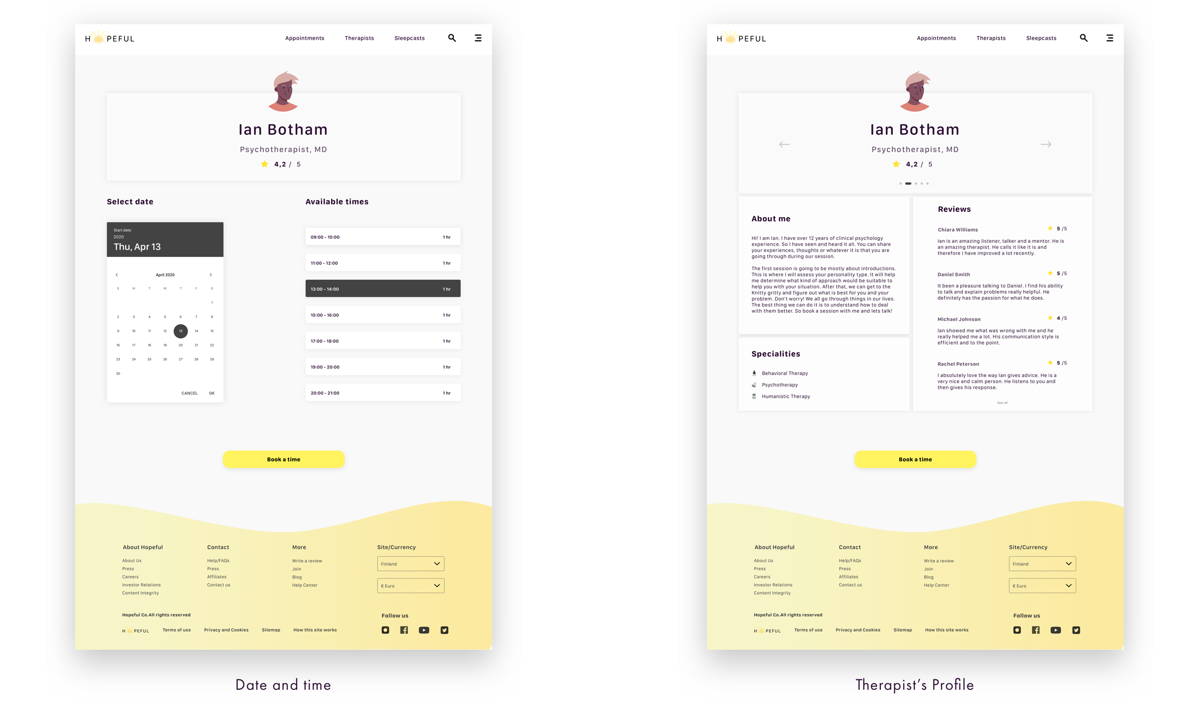 H PEFUL
Appointments
Therapists
Sleepcasts
Ian Botham
Psychotherapist, MD
4,2 / 5
Select date
Start date
2020
Thu, Apr 13
April 2020
S M T W T F S
1
2 3 4 5 6 7 8
9 10 11 12 13 14 15
16 17 18 19 20 21 22
23 24 25 26 27 28 29
30
CANCEL OK
Available times
09:00 - 10:00 1 hr
11:00 - 12:00 1 hr
13:00 - 14:00 1 hr
15:00 - 16:00 1 hr
17:00 - 18:00 1 hr
19:00 - 20:00 1 hr
20:00 - 21:00 1 hr
Book a time
About Hopeful
About Us
Press
Careers
Investor Relations
Content Integrity
Contact
Help/FAQs
Press
Affiliates
Contact us
More
Write a review
Join
Blog
Help Center
Site/Currency
Finland
€ Euro
Hopeful Co.All rights reserved
Follow us
H PEFUL
Terms of use
Privacy and Cookies
Sitemap
How this site works
Date and time
H PEFUL
Appointments
Therapists
Sleepcasts
Ian Botham
Psychotherapist, MD
4,2 / 5
About me
Hi! I am Ian. I have over 12 years of clinical psychology
experience. So I have seen and heard it all. You can share
your experiences, thoughts or whatever it is that you are
going through during our session.
The first session is going to be mostly about introductions.
This is where I will assess your personality type. It will help
me determine what kind of approach would be suitable to
help you with your situation. After that, we can get to the
Knitty gritty and figure out what is best for you and your
problem. Don't worry! We all go through things in our lives.
The best thing we can do it is to understand how to deal
with them better. So book a session with me and lets talk!
Specialities
Behavioral Therapy
Psychotherapy
Humanistic Therapy
Reviews
Chiara Williams 5 /5
Ian is an amazing listener, talker and a mentor. He is
an amazing therapist. He calls it like it is and
therefore I have improved a lot recently.
Daniel Smith 5 /5
It been a pleasure talking to Daniel. I find his ability
to talk and explain problems really helpful. He
definitely has the passion for what he does.
Michael Johnson 4 /5
Ian showed me what was wrong with me and he
really helped me a lot. His communication style is
efficient and to the point.
Rachel Peterson 5 /5
I absolutely love the way Ian gives advice. He is a
very nice and calm person. He listens to you and
then gives his response.
See all
Book a time
About Hopeful
About Us
Press
Careers
Investor Relations
Content Integrity
Contact
Help/FAQs
Press
Affiliates
Contact us
More
Write a review
Join
Blog
Help Center
Site/Currency
Finland
€ Euro
Hopeful Co.All rights reserved
Follow us
H PEFUL
Terms of use
Privacy and Cookies
Sitemap
How this site works
Therapist's Profile